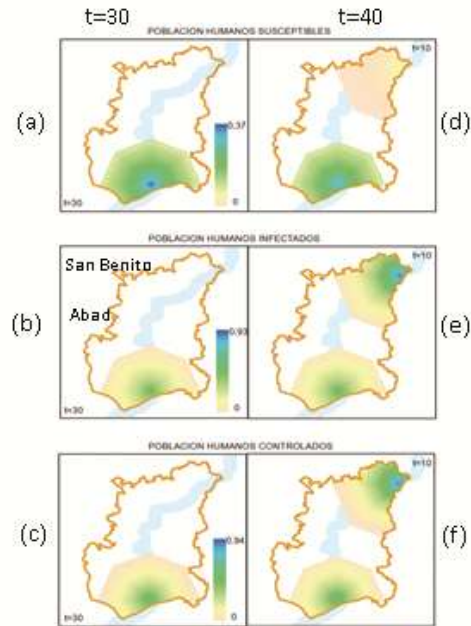 t=30 t=40
POBLACION HUMANOS SUSCEPTIBLES
t=10
(a) (d)
0,37
0
t=30
POBLACION HUMANOS INFECTADOS
San Benito
t=10
Abad
(b) (e)
0,93
0
t=30
POBLACION HUMANOS CONTROLADOS
t=10
(c) (f)
0,94
0
t=30